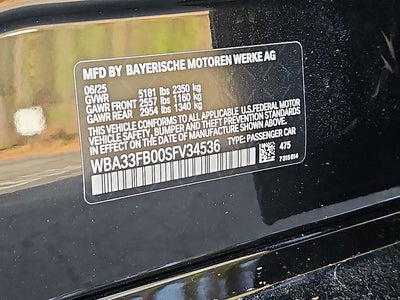 MFD BY BAYERISCHE MOTOREN WERKE AG
06/25
GVWR 5181 lbs 2350 kg
GAWR FRONT 2557 lbs 1160 kg
GAWR REAR 2954 lbs 1340 kg
THIS VEHICLE CONFORMS TO ALL APPLICABLE U.S.FEDERAL MOTOR
VEHICLE SAFETY, BUMPER AND THEFT PREVENTION STANDARDS
IN EFFECT ON THE DATE OF MANUFACTURE SHOWN ABOVE.
WBA33FB00SFV34536 TYPE: PASSENGER CAR
475
7315814